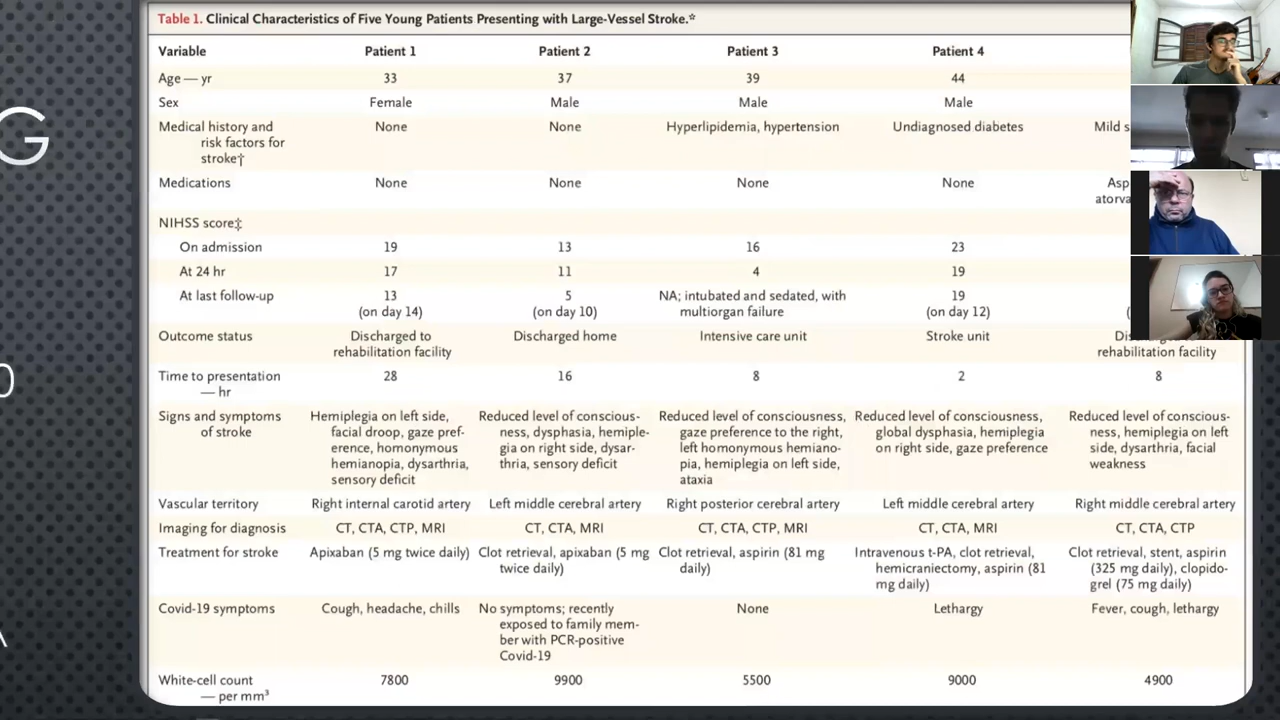 Table 1. Clinical Characteristics of Five Young Patients Presenting with Large-Vessel Stroke.*
Variable Patient 1 Patient 2 Patient 3 Patient 4
Age — yr 33 37 39 44
Sex Female Male Male Male
Medical history and risk factors for stroke† None None Hyperlipidemia, hypertension Undiagnosed diabetes Mild
Medications None None None None
NIHSS score‡
On admission 19 13 16 23
At 24 hr 17 11 4 19
At last follow-up 13 5 NA; intubated and sedated, with 19
(on day 14) (on day 10) multiorgan failure (on day 12)
Outcome status Discharged to Discharged home Intensive care unit Stroke unit
rehabilitation facility rehabilitation facility
Time to presentation 28 16 8 2 8
— hr
Signs and symptoms Hemiplegia on left side, Reduced level of conscious- Reduced level of consciousness, Reduced level of consciousness, Reduced level of conscious-
of stroke facial droop, gaze pref- ness, dysphasia, hemiple- gaze preference to the right, global dysphasia, hemiplegia ness, hemiplegia on left
erence, homonymous gia on right side, dysar- left homonymous hemiano- on right side, gaze preference side, dysarthria, facial
hemianopia, dysarthria, thria, sensory deficit pia, hemiplegia on left side, weakness
sensory deficit ataxia
Vascular territory Right internal carotid artery Left middle cerebral artery Right posterior cerebral artery Left middle cerebral artery Right middle cerebral artery
Imaging for diagnosis CT, CTA, CTP, MRI CT, CTA, MRI CT, CTA, CTP, MRI CT, CTA, MRI CT, CTA, CTP
Treatment for stroke Apixaban (5 mg twice daily) Clot retrieval, apixaban (5 mg Clot retrieval, aspirin (81 mg Intravenous t-PA, clot retrieval, Clot retrieval, stent, aspirin
twice daily) daily) hemicraniectomy, aspirin (81 (325 mg daily), clopido-
mg daily) grel (75 mg daily)
Covid-19 symptoms Cough, headache, chills No symptoms; recently None Lethargy Fever, cough, lethargy
exposed to family mem-
ber with PCR-positive
Covid-19
White-cell count 7800 9900 5500 9000 4900
— per mm³